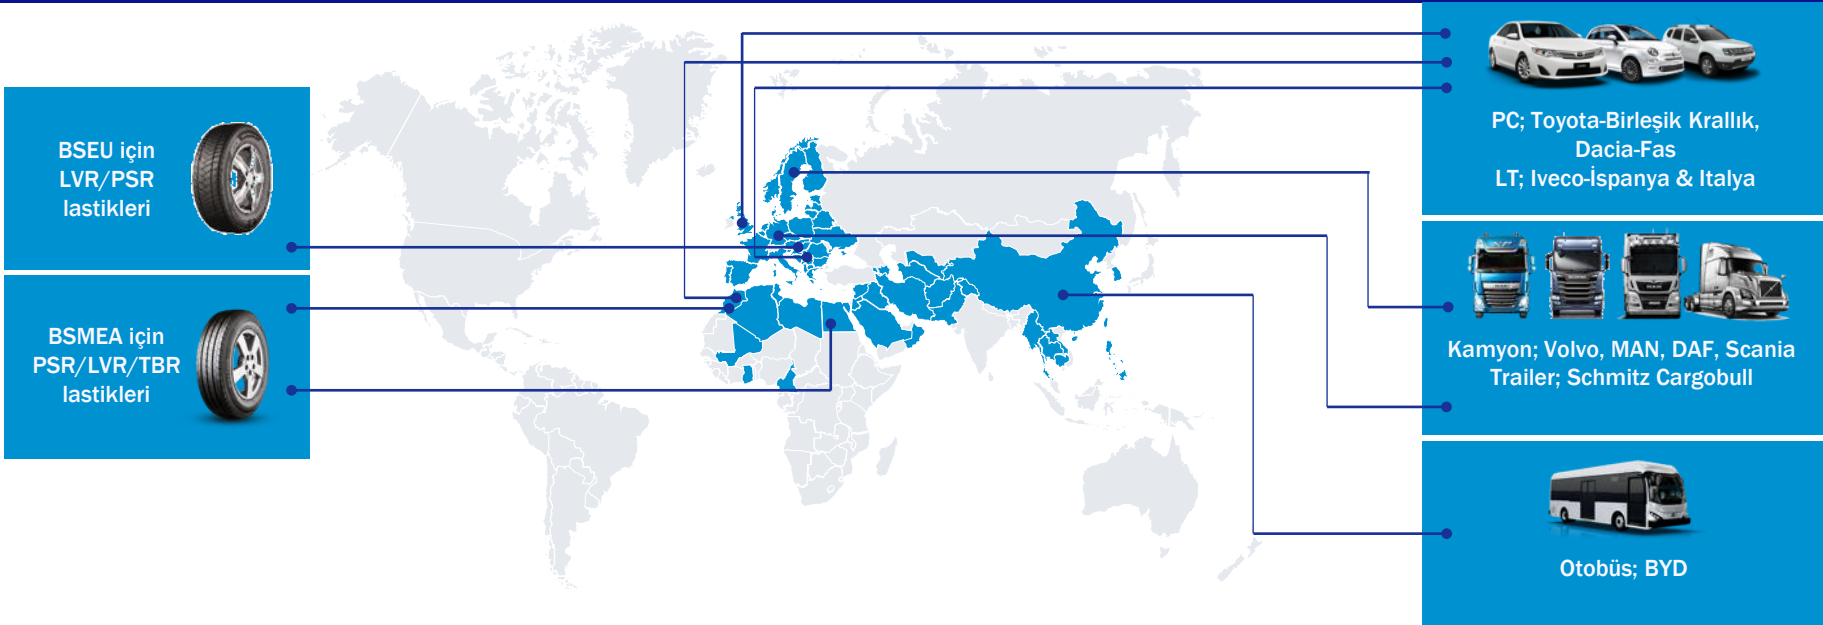 BSEU için
LVR/PSR
lastikleri
BSMEA için
PSR/LVR/TBR
lastikleri
PC; Toyota-Birleşik Krallık,
Dacia-Fas
LT; Iveco-İspanya & Italya
Kamyon; Volvo, MAN, DAF, Scania
Trailer; Schmitz Cargobull
Otobüs; BYD